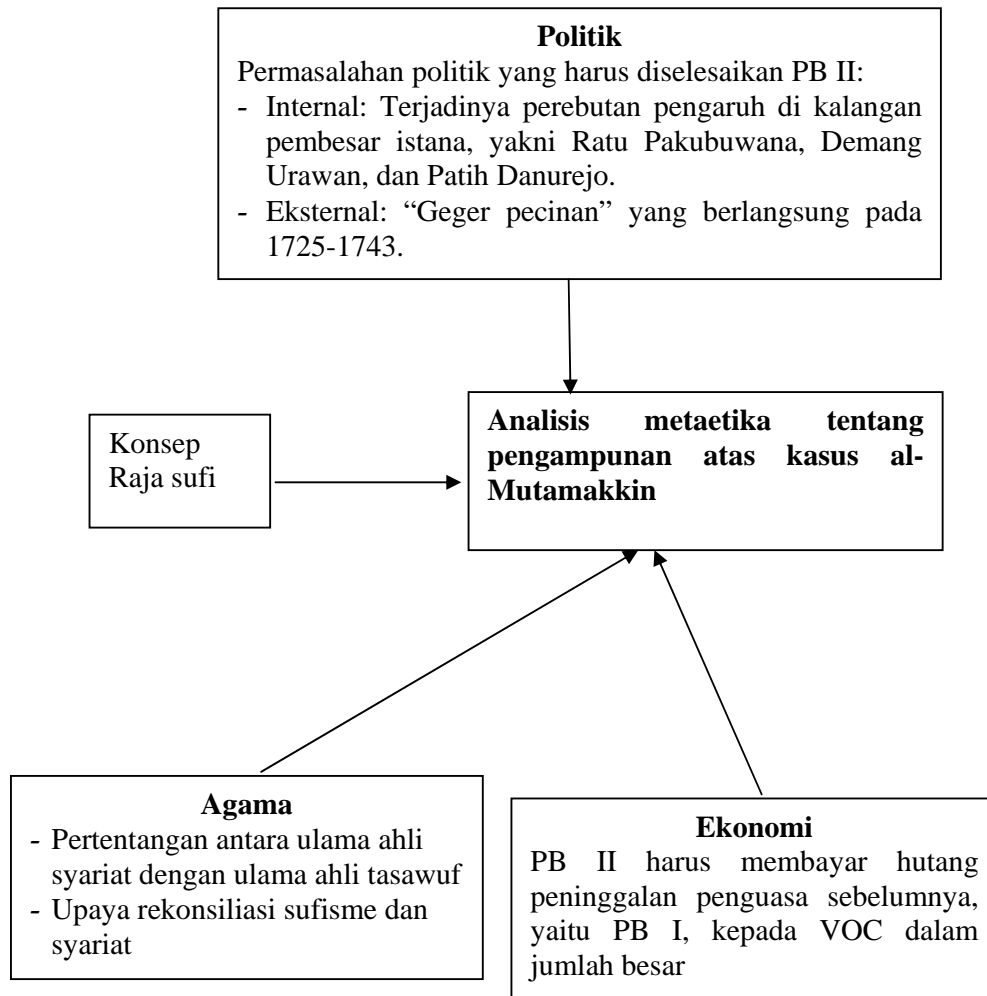 Politik
Permasalahan politik yang harus diselesaikan PB II:
- Internal: Terjadinya perebutan pengaruh di kalangan
pembesar istana, yakni Ratu Pakubuwana, Demang
Urawan, dan Patih Danurejo.
- Eksternal: “Geger pecinan” yang berlangsung pada
1725-1743.
Konsep
Raja sufi
Analisis metaetika tentang
pengampunan atas kasus al-
Mutamakkin
Agama
- Pertentangan antara ulama ahli
syariat dengan ulama ahli tasawuf
- Upaya rekonsiliasi sufisme dan
syariat
Ekonomi
PB II harus membayar hutang
peninggalan penguasa sebelumnya,
yaitu PB I, kepada VOC dalam
jumlah besar